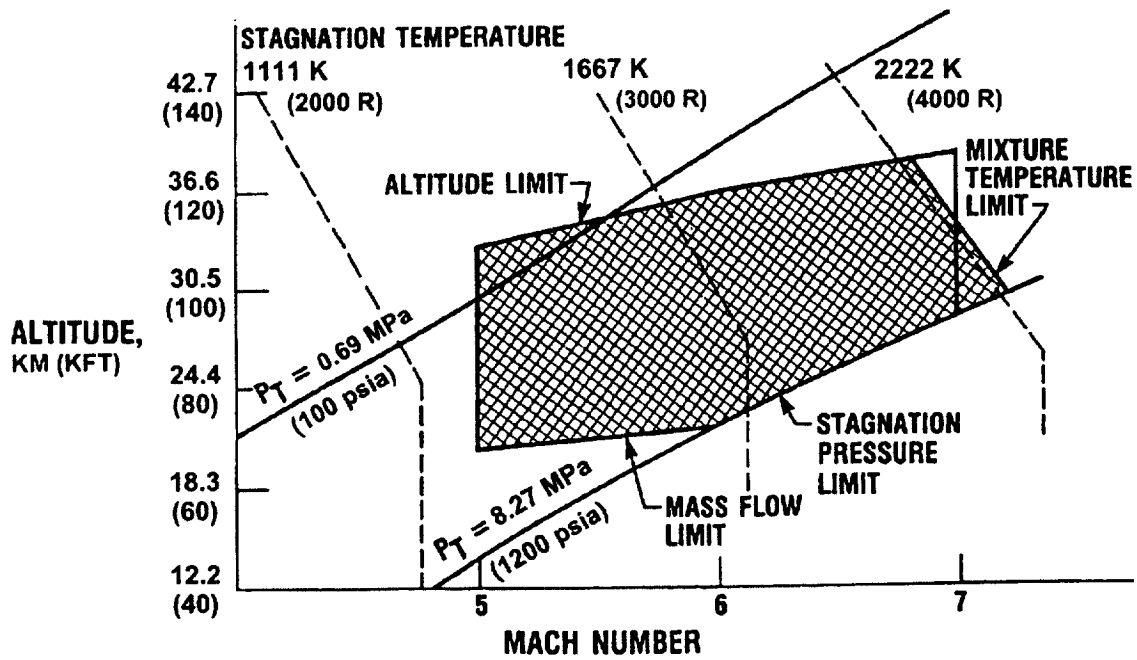 STAGNATION TEMPERATURE
1111 K
(2000 R)
1667 K
(3000 R)
2222 K
(4000 R)
42.7
(140)
36.6
(120)
30.5
(100)
24.4
(80)
18.3
(60)
12.2
(40)
ALTITUDE,
KM (KFT)
ALTITUDE LIMIT
MIXTURE
TEMPERATURE
LIMIT
PT = 0.69 MPa
(100 psia)
PT = 8.27 MPa
(1200 psia)
STAGNATION
PRESSURE
LIMIT
MASS FLOW
LIMIT
5
6
7
MACH NUMBER